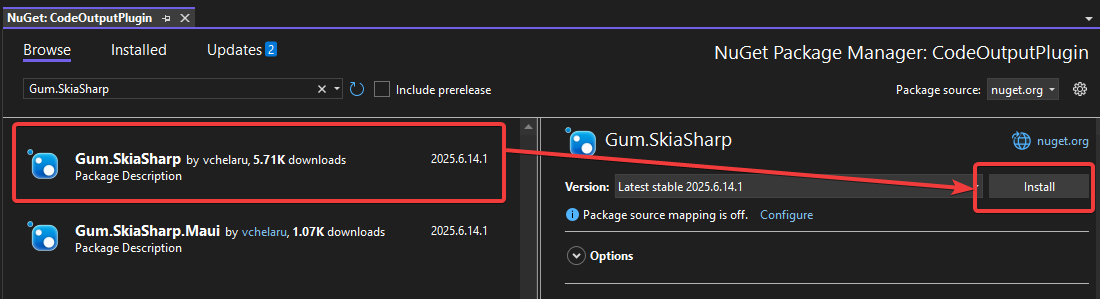 NuGet: CodeOutputPlugin
Browse Installed Updates 2
NuGet Package Manager: CodeOutputPlugin
Gum.SkiaSharp
Include prerelease
Package source: nuget.org
Gum.SkiaSharp by vchelaru, 5.71K downloads 2025.6.14.1
Package Description
Gum.SkiaSharp.Maui by vchelaru, 1.07K downloads 2025.6.14.1
Package Description
Gum.SkiaSharp
nuget.org
Version: Latest stable 2025.6.14.1 Install
Package source mapping is off. Configure
Options